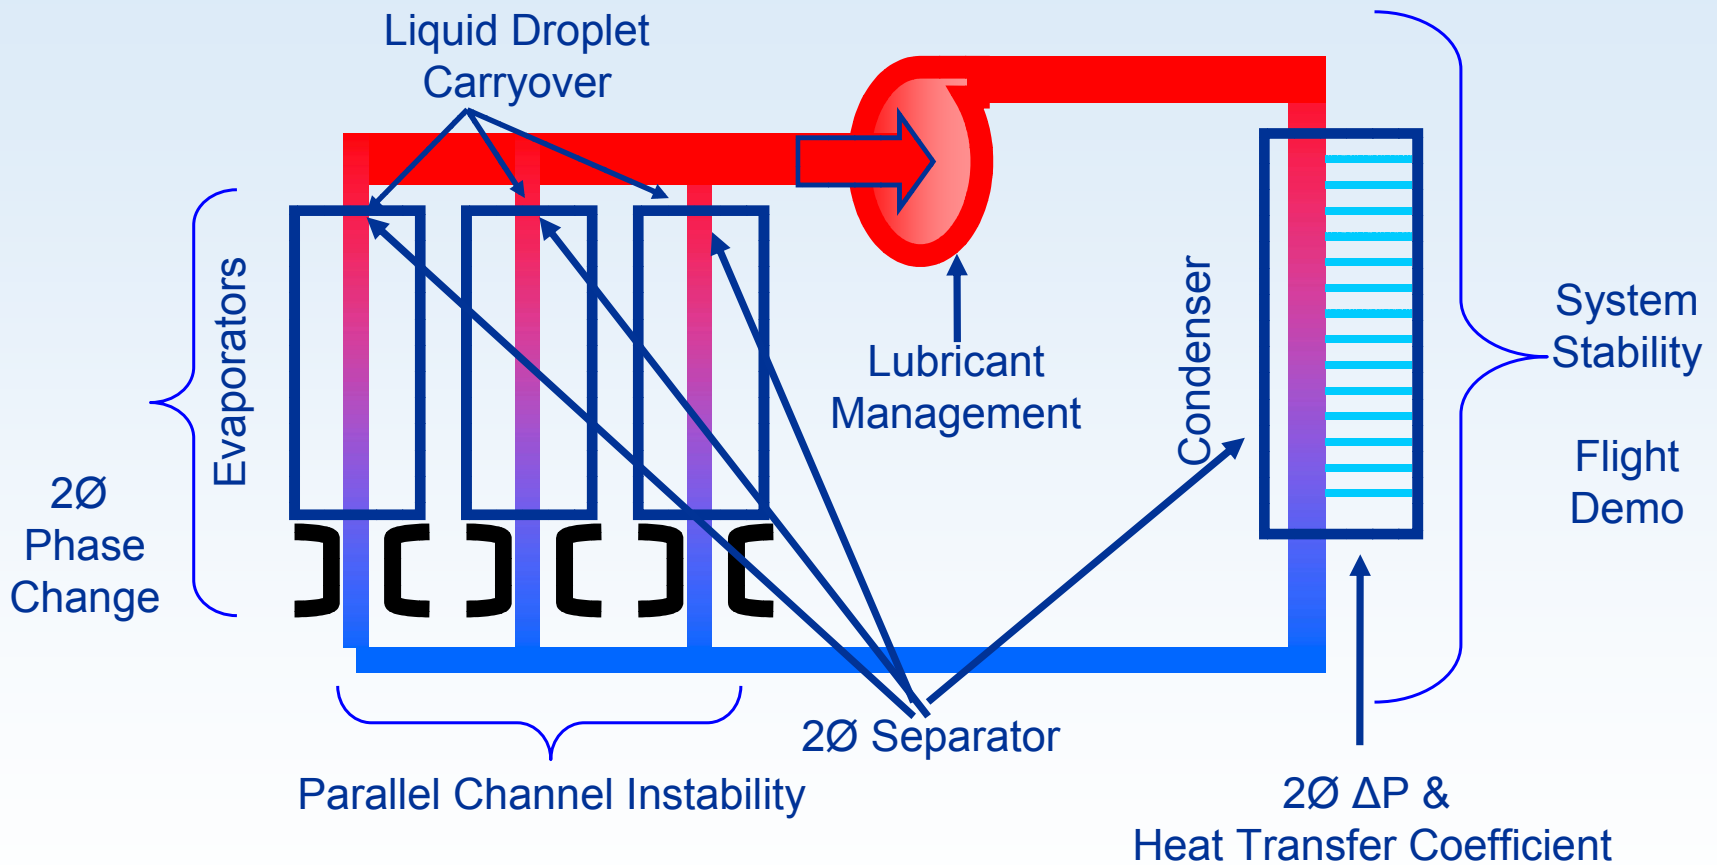 Liquid Droplet
Carryover
Evaporators
2Ø
Phase
Change
Lubricant
Management
Condenser
System
Stability
Flight
Demo
2Ø Separator
Parallel Channel Instability
2Ø ΔP &
Heat Transfer Coefficient